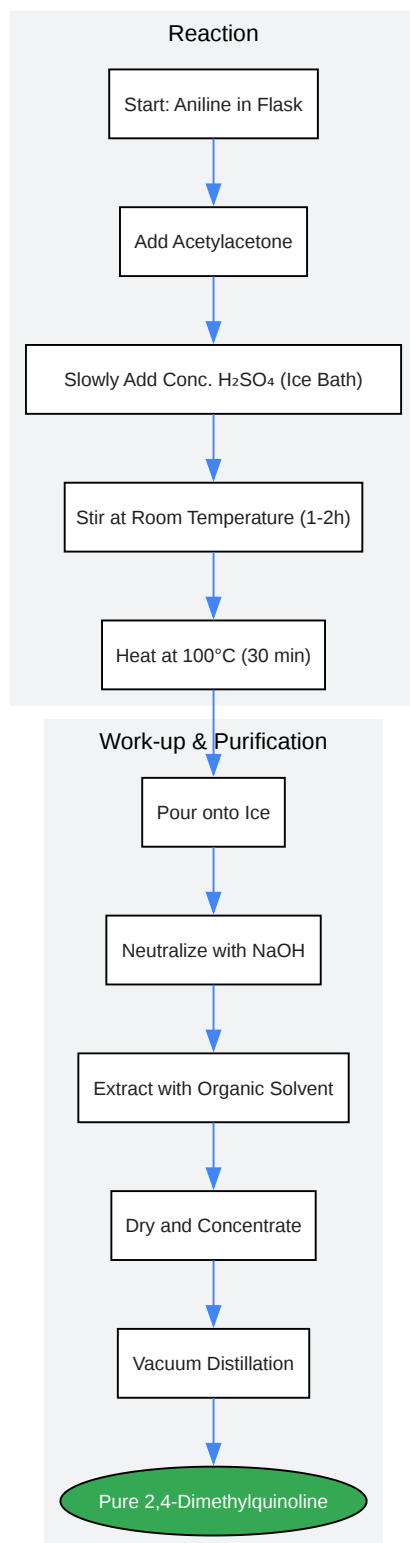 Reaction
Start: Aniline in Flask
Add Acetylacetone
Slowly Add Conc. H₂SO₄ (Ice Bath)
Stir at Room Temperature (1-2h)
Heat at 100°C (30 min)
Work-up & Purification
Pour onto Ice
Neutralize with NaOH
Extract with Organic Solvent
Dry and Concentrate
Vacuum Distillation
Pure 2,4-Dimethylquinoline